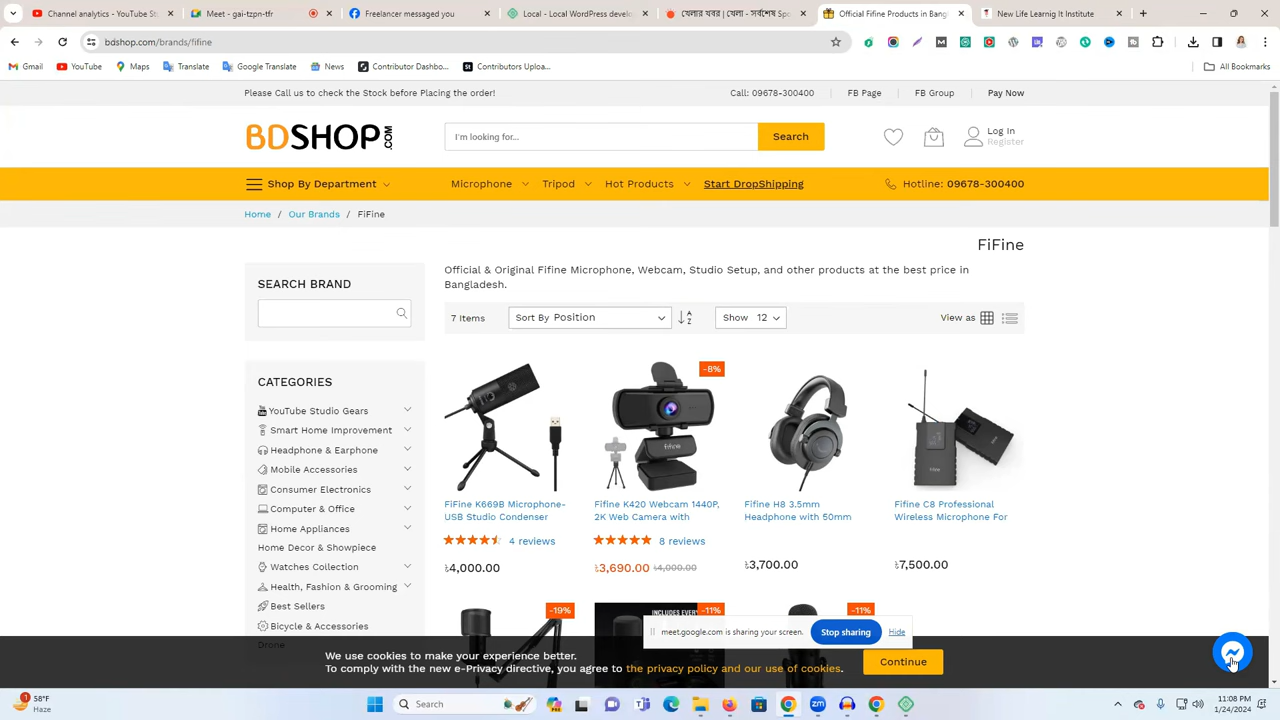 channel analytics - YouTube St
Meet - gai-tzpn-tfr
Freelancer messaged you
Local - Local WordPress devel
খেলার খবর | খেলা - সর্বশেষ Spo
Official Fifine Products in Bang
New Life Learnig It Institute
bdshop.com/brands/fifine
Gmail
YouTube
Maps
Translate
Google Translate
News
Contributor Dashbo...
Contributors Uploa...
All Bookmarks
Please Call us to check the Stock before Placing the order!
Call: 09678-300400
FB Page
FB Group
Pay Now
BDSHOP.COM
I'm looking for...
Search
Log In
Register
Shop By Department
Microphone
Tripod
Hot Products
Start DropShipping
Hotline: 09678-300400
Home / Our Brands / FiFine
FiFine
SEARCH BRAND
Official & Original Fifine Microphone, Webcam, Studio Setup, and other products at the best price in
Bangladesh.
7 Items
Sort By Position
Show 12
View as
CATEGORIES
YouTube Studio Gears
Smart Home Improvement
Headphone & Earphone
Mobile Accessories
Consumer Electronics
Computer & Office
Home Appliances
Home Decor & Showpiece
Watches Collection
Health, Fashion & Grooming
Best Sellers
Bicycle & Accessories
Drone
-8%
FiFine K669B Microphone-
USB Studio Condenser
4 reviews
৳4,000.00
Fifine K420 Webcam 1440P,
2K Web Camera with
8 reviews
৳3,690.00 ৳4,000.00
Fifine H8 3.5mm
Headphone with 50mm
৳3,700.00
Fifine C8 Professional
Wireless Microphone For
৳7,500.00
-19%
INCLUDES EVERY
-11%
-11%
meet.google.com is sharing your screen.
Stop sharing
Hide
We use cookies to make your experience better.
To comply with the new e-Privacy directive, you agree to the privacy policy and our use of cookies.
Continue
1
58°F
Haze
Search
11:08 PM
1/24/2024